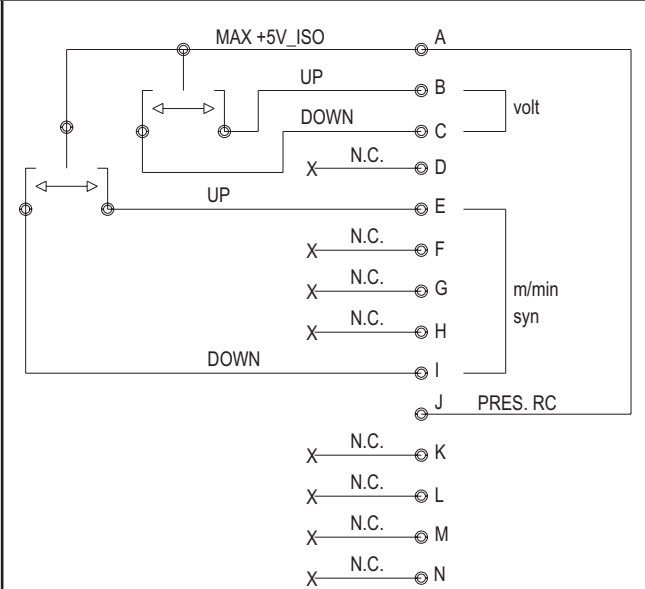 MAX +5V_ISO A
UP B
volt
DOWN C
N.C. D
X
UP E
N.C. F
X
N.C. G
X
m/min
syn
N.C. H
X
DOWN I
J PRES. RC
N.C. K
X
N.C. L
X
N.C. M
X
N.C. N
X